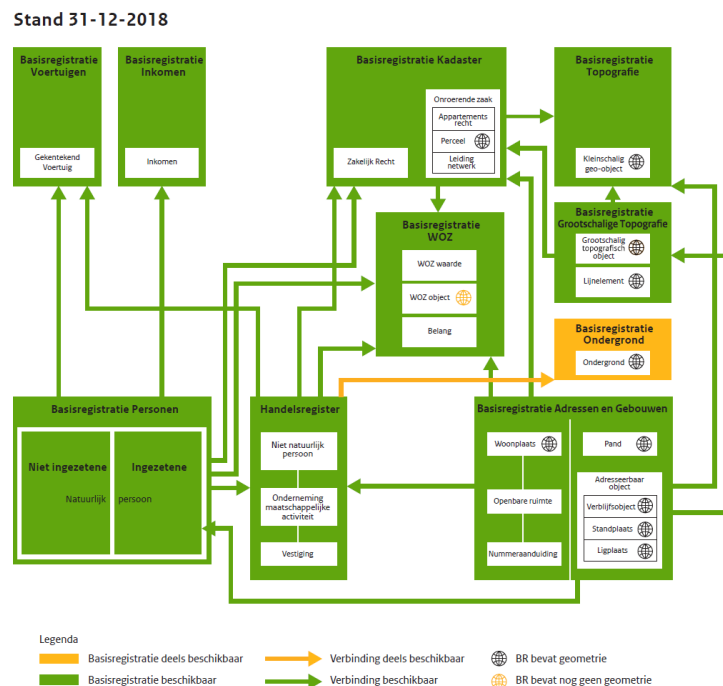 Stand 31-12-2018
Basisregistratie
Voertuigen
Gekentekend
Voertuig
Basisregistratie
Inkomen
Inkomen
Basisregistratie Kadaster
Onroerende zaak
Appartements
recht
Perceel
Leiding
netwerk
Zakelijk Recht
Basisregistratie
Topografie
Kleinschalig
geo-object
Basisregistratie
Grootschalige Topografie
Grootschalig
topografisch
object
Lijnelement
Basisregistratie
WOZ
WOZ waarde
WOZ object
Belang
Basisregistratie
Ondergrond
Ondergrond
Basisregistratie Personen
Niet ingezetene
Ingezetene
Natuurlijk persoon
Handelsregister
Niet natuurlijk
persoon
Onderneming
maatschappelijke
activiteit
Vestiging
Basisregistratie Adressen en Gebouwen
Woonplaats
Openbare ruimte
Nummeraanduiding
Pand
Adresseerbaar
object
Verblijfsobject
Standplaats
Ligplaats
Legenda
Basisregistratie deels beschikbaar
Verbinding deels beschikbaar
BR bevat geometrie
Basisregistratie beschikbaar
Verbinding beschikbaar
BR bevat nog geen geometrie